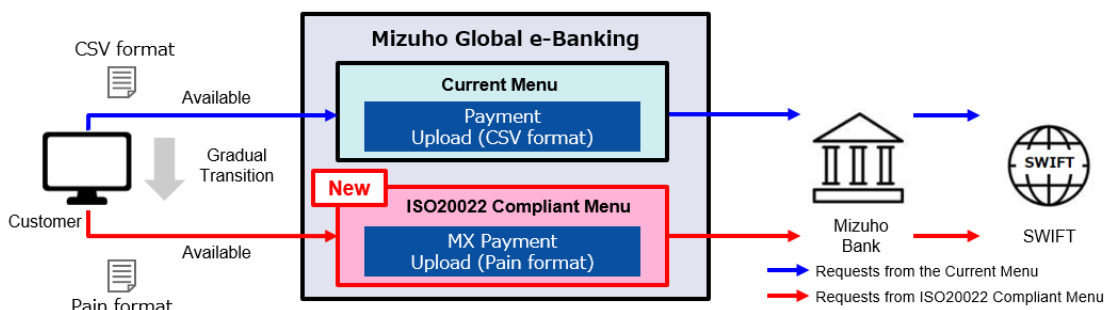 Mizuho Global e-Banking
CSV format
Current Menu
Available
Payment
Upload (CSV format)
Gradual
Transition
New
SWIFT
ISO20022 Compliant Menu
Customer
MX Payment
Upload (Pain format)
Available
Mizuho
Bank
SWIFT
Requests from the Current Menu
Requests from ISO20022 Compliant Menu
Pain format